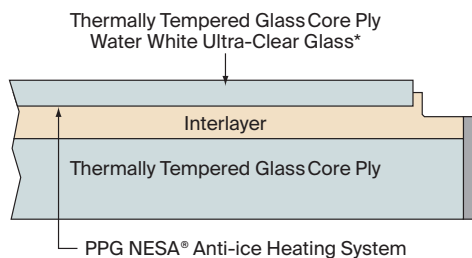 Thermally Tempered Glass Core Ply
Water White Ultra-Clear Glass*
Interlayer
Thermally Tempered Glass Core Ply
PPG NESA® Anti-ice Heating System